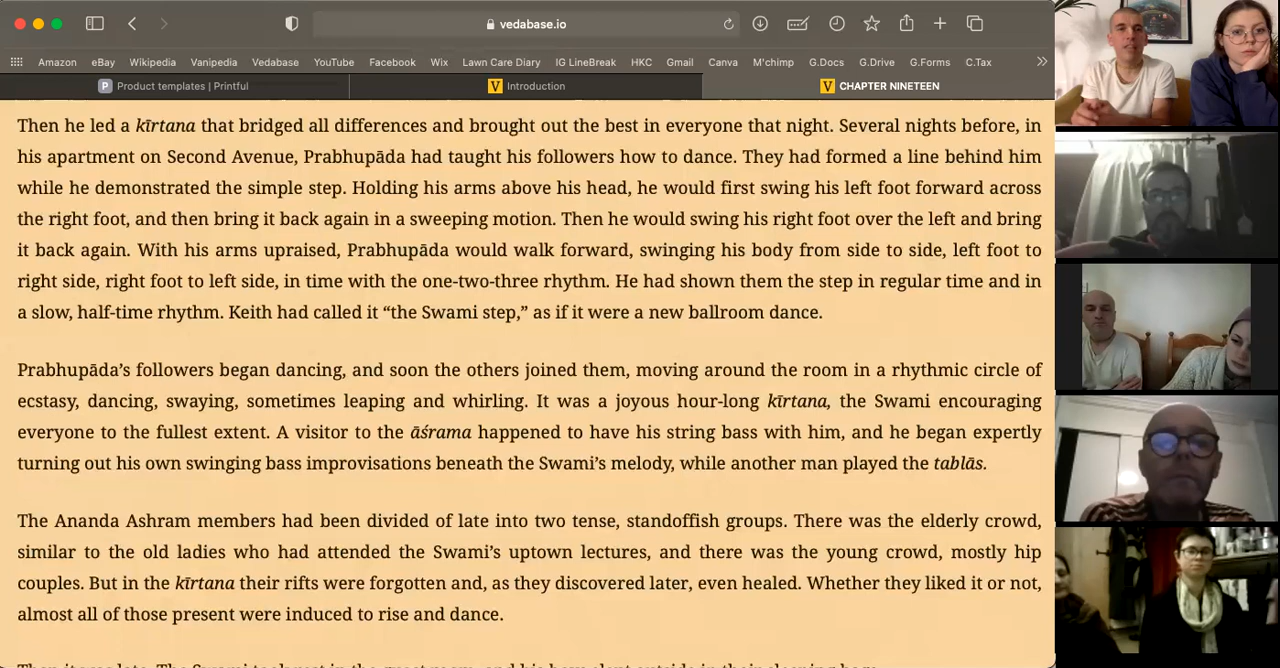 vedabase.io
Amazon eBay Wikipedia Vanipedia Vedabase YouTube Facebook Wix Lawn Care Diary IG LineBreak HKC Gmail Canva M'chimp G.Docs G.Drive G.Forms C.Tax
P Product templates | Printful V Introduction V CHAPTER NINETEEN
Then he led a kīrtana that bridged all differences and brought out the best in everyone that night. Several nights before, in
his apartment on Second Avenue, Prabhupāda had taught his followers how to dance. They had formed a line behind him
while he demonstrated the simple step. Holding his arms above his head, he would first swing his left foot forward across
the right foot, and then bring it back again in a sweeping motion. Then he would swing his right foot over the left and bring
it back again. With his arms upraised, Prabhupāda would walk forward, swinging his body from side to side, left foot to
right side, right foot to left side, in time with the one-two-three rhythm. He had shown them the step in regular time and in
a slow, half-time rhythm. Keith had called it “the Swami step,” as if it were a new ballroom dance.
Prabhupāda’s followers began dancing, and soon the others joined them, moving around the room in a rhythmic circle of
ecstasy, dancing, swaying, sometimes leaping and whirling. It was a joyous hour-long kīrtana, the Swami encouraging
everyone to the fullest extent. A visitor to the āśrama happened to have his string bass with him, and he began expertly
turning out his own swinging bass improvisations beneath the Swami’s melody, while another man played the tablās.
The Ananda Ashram members had been divided of late into two tense, standoffish groups. There was the elderly crowd,
similar to the old ladies who had attended the Swami’s uptown lectures, and there was the young crowd, mostly hip
couples. But in the kīrtana their rifts were forgotten and, as they discovered later, even healed. Whether they liked it or not,
almost all of those present were induced to rise and dance.